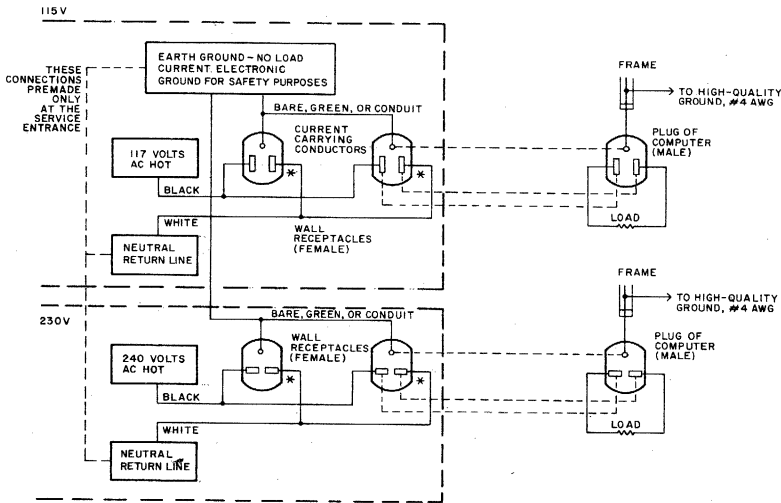 115V
THESE
CONNECTIONS
PREMADE
ONLY
AT THE
SERVICE
ENTRANCE
EARTH GROUND - NO LOAD
CURRENT. ELECTRONIC
GROUND FOR SAFETY PURPOSES
BARE, GREEN, OR CONDUIT
CURRENT
CARRYING
CONDUCTORS
117 VOLTS
AC HOT
BLACK
*
*
WHITE
NEUTRAL
RETURN LINE
WALL
RECEPTACLES
(FEMALE)
FRAME
TO HIGH-QUALITY
GROUND, #4 AWG
PLUG OF
COMPUTER
(MALE)
LOAD
230V
BARE, GREEN, OR CONDUIT
WALL
RECEPTACLES
(FEMALE)
240 VOLTS
AC HOT
BLACK
*
*
WHITE
NEUTRAL
RETURN LINE
FRAME
TO HIGH-QUALITY
GROUND, #4 AWG
PLUG OF
COMPUTER
(MALE)
LOAD